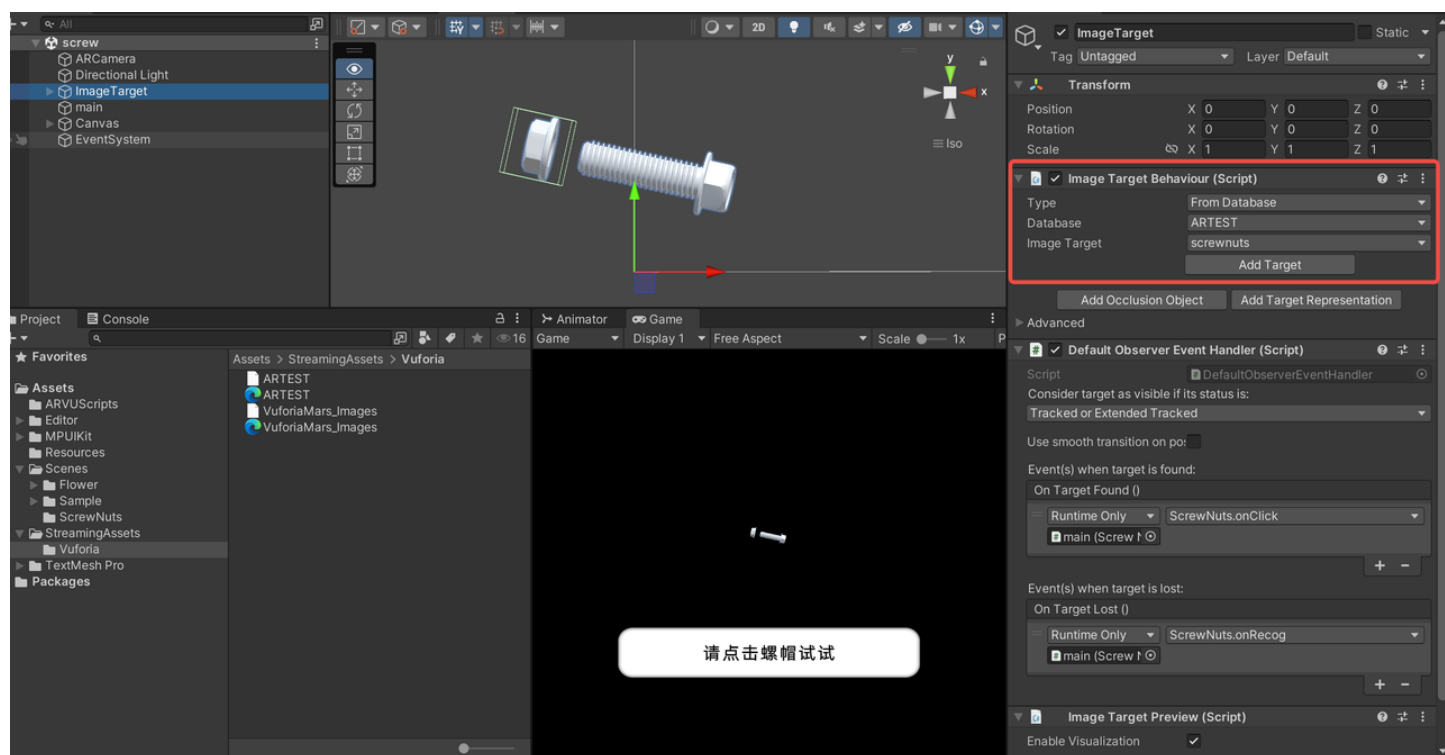 All
screw
ARCamera
Directional Light
ImageTarget
main
Canvas
EventSystem
2D
y
x
Iso
ImageTarget
Static
Tag Untagged
Layer Default
Transform
Position X 0 Y 0 Z 0
Rotation X 0 Y 0 Z 0
Scale X 1 Y 1 Z 1
Image Target Behaviour (Script)
Type From Database
Database ARTEST
Image Target screwnuts
Add Target
Add Occlusion Object Add Target Representation
Advanced
Default Observer Event Handler (Script)
Script DefaultObserverEventHandler
Consider target as visible if its status is:
Tracked or Extended Tracked
Use smooth transition on po
Event(s) when target is found:
On Target Found ()
Runtime Only ScrewNuts.onClick
main (Screw
Event(s) when target is lost:
On Target Lost ()
Runtime Only ScrewNuts.onRecog
main (Screw
Image Target Preview (Script)
Enable Visualization
Project Console
16
Favorites
Assets
ARVUScripts
Editor
MPUIKit
Resources
Scenes
Flower
Sample
ScrewNuts
StreamingAssets
Vuforia
TextMesh Pro
Packages
Assets > StreamingAssets > Vuforia
ARTEST
ARTEST
VuforiaMars_Images
VuforiaMars_Images
Animator Game
Game Display 1 Free Aspect Scale 1x P
请点击螺帽试试